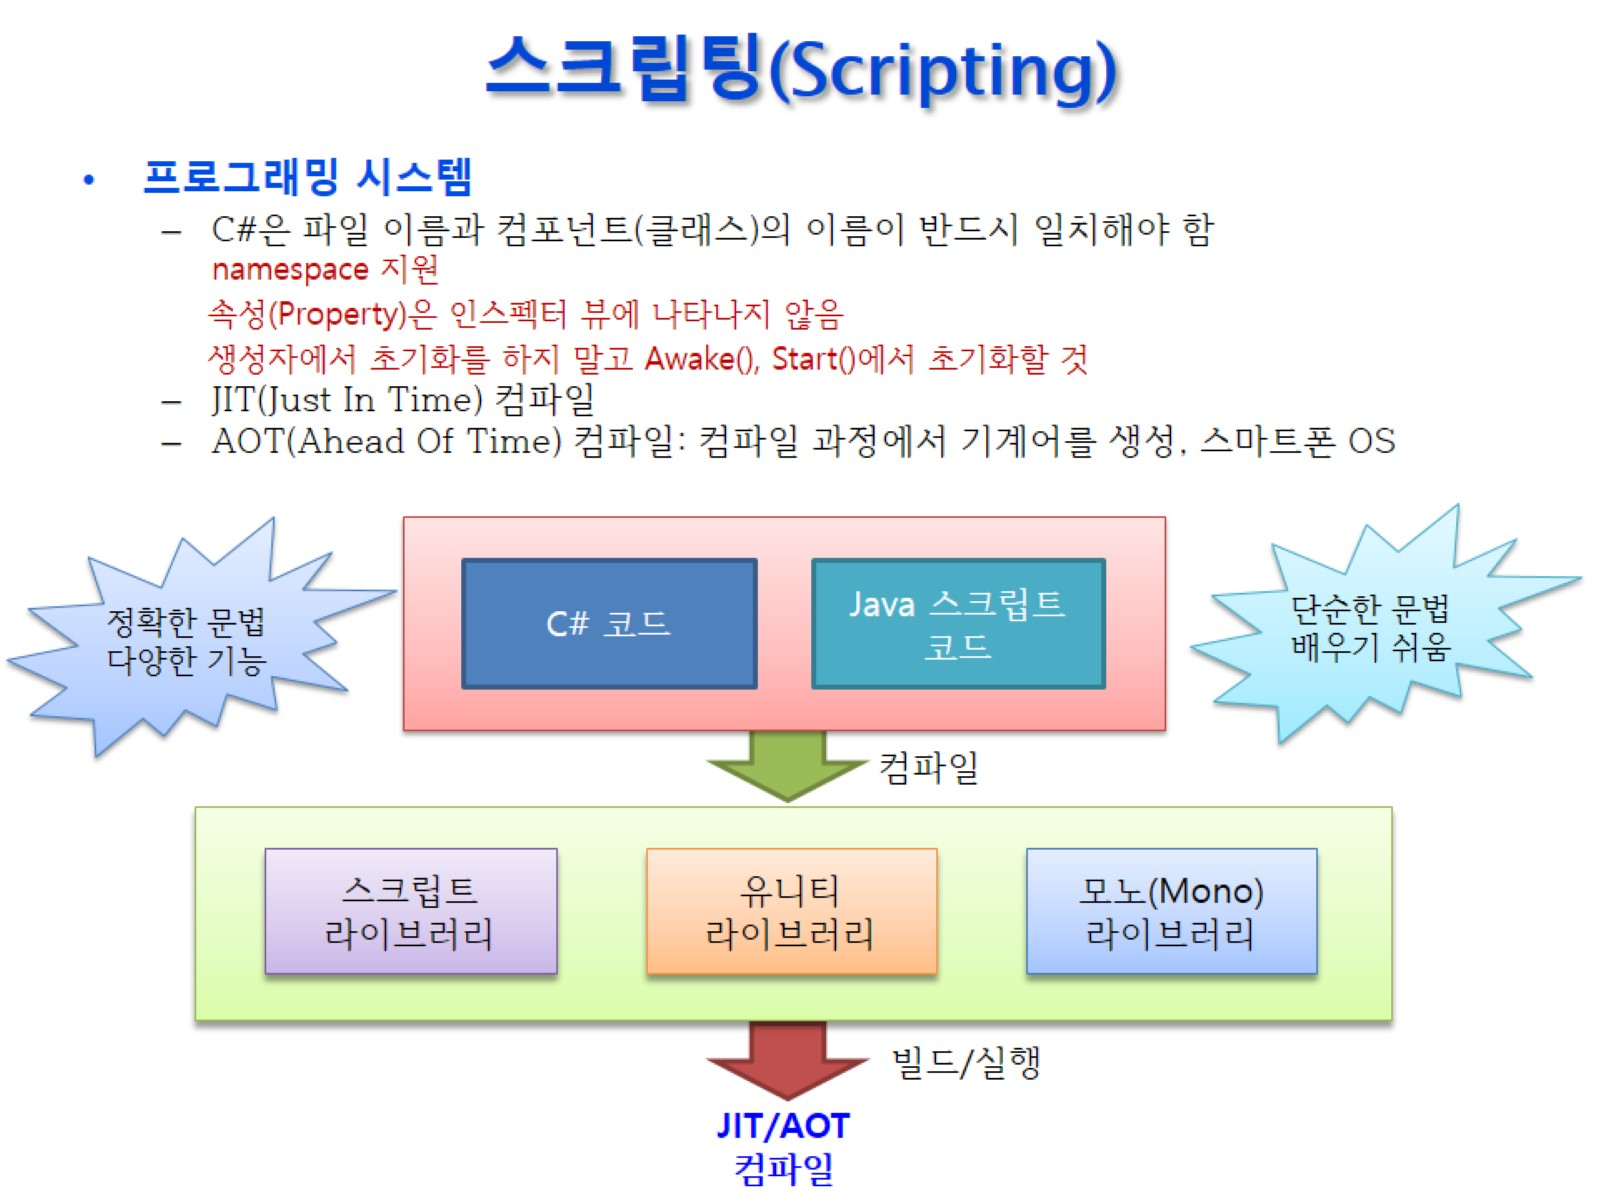 스크립팅(Scripting)
• 프로그래밍 시스템
– C#은 파일 이름과 컴포넌트(클래스)의 이름이 반드시 일치해야 함
namespace 지원
속성(Property)은 인스펙터 뷰에 나타나지 않음
생성자에서 초기화를 하지 말고 Awake(), Start()에서 초기화할 것
– JIT(Just In Time) 컴파일
– AOT(Ahead Of Time) 컴파일: 컴파일 과정에서 기계어를 생성, 스마트폰 OS
정확한 문법
다양한 기능
C# 코드
Java 스크립트
코드
단순한 문법
배우기 쉬움
컴파일
스크립트
라이브러리
유니티
라이브러리
모노(Mono)
라이브러리
빌드/실행
JIT/AOT
컴파일